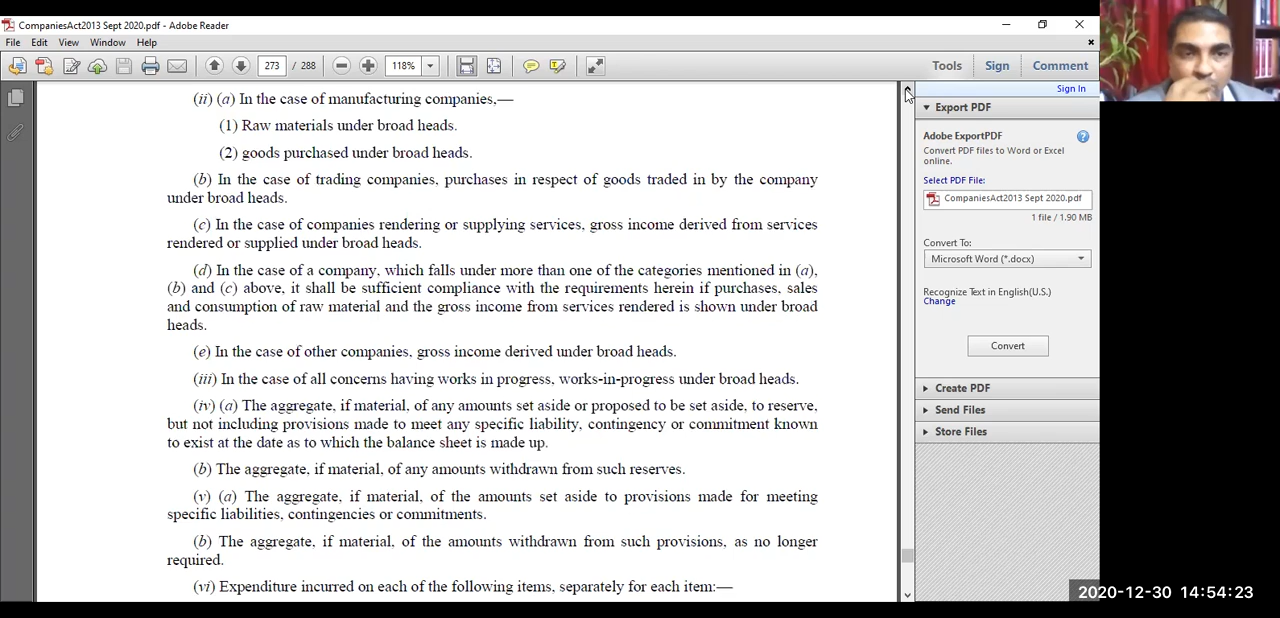 CompaniesAct2013 Sept 2020.pdf - Adobe Reader
File Edit View Window Help
273 / 288 118% Tools Sign Comment
Sign In
(ii) (a) In the case of manufacturing companies,—
(1) Raw materials under broad heads.
(2) goods purchased under broad heads.
(b) In the case of trading companies, purchases in respect of goods traded in by the company
under broad heads.
(c) In the case of companies rendering or supplying services, gross income derived from services
rendered or supplied under broad heads.
(d) In the case of a company, which falls under more than one of the categories mentioned in (a),
(b) and (c) above, it shall be sufficient compliance with the requirements herein if purchases, sales
and consumption of raw material and the gross income from services rendered is shown under broad
heads.
(e) In the case of other companies, gross income derived under broad heads.
(iii) In the case of all concerns having works in progress, works-in-progress under broad heads.
(iv) (a) The aggregate, if material, of any amounts set aside or proposed to be set aside, to reserve,
but not including provisions made to meet any specific liability, contingency or commitment known
to exist at the date as to which the balance sheet is made up.
(b) The aggregate, if material, of any amounts withdrawn from such reserves.
(v) (a) The aggregate, if material, of the amounts set aside to provisions made for meeting
specific liabilities, contingencies or commitments.
(b) The aggregate, if material, of the amounts withdrawn from such provisions, as no longer
required.
(vi) Expenditure incurred on each of the following items, separately for each item:—
Export PDF
Adobe ExportPDF
Convert PDF files to Word or Excel
online.
Select PDF File:
CompaniesAct2013 Sept 2020.pdf
1 file / 1.90 MB
Convert To:
Microsoft Word (*.docx)
Recognize Text in English(U.S.)
Change
Convert
Create PDF
Send Files
Store Files
2020-12-30 14:54:23